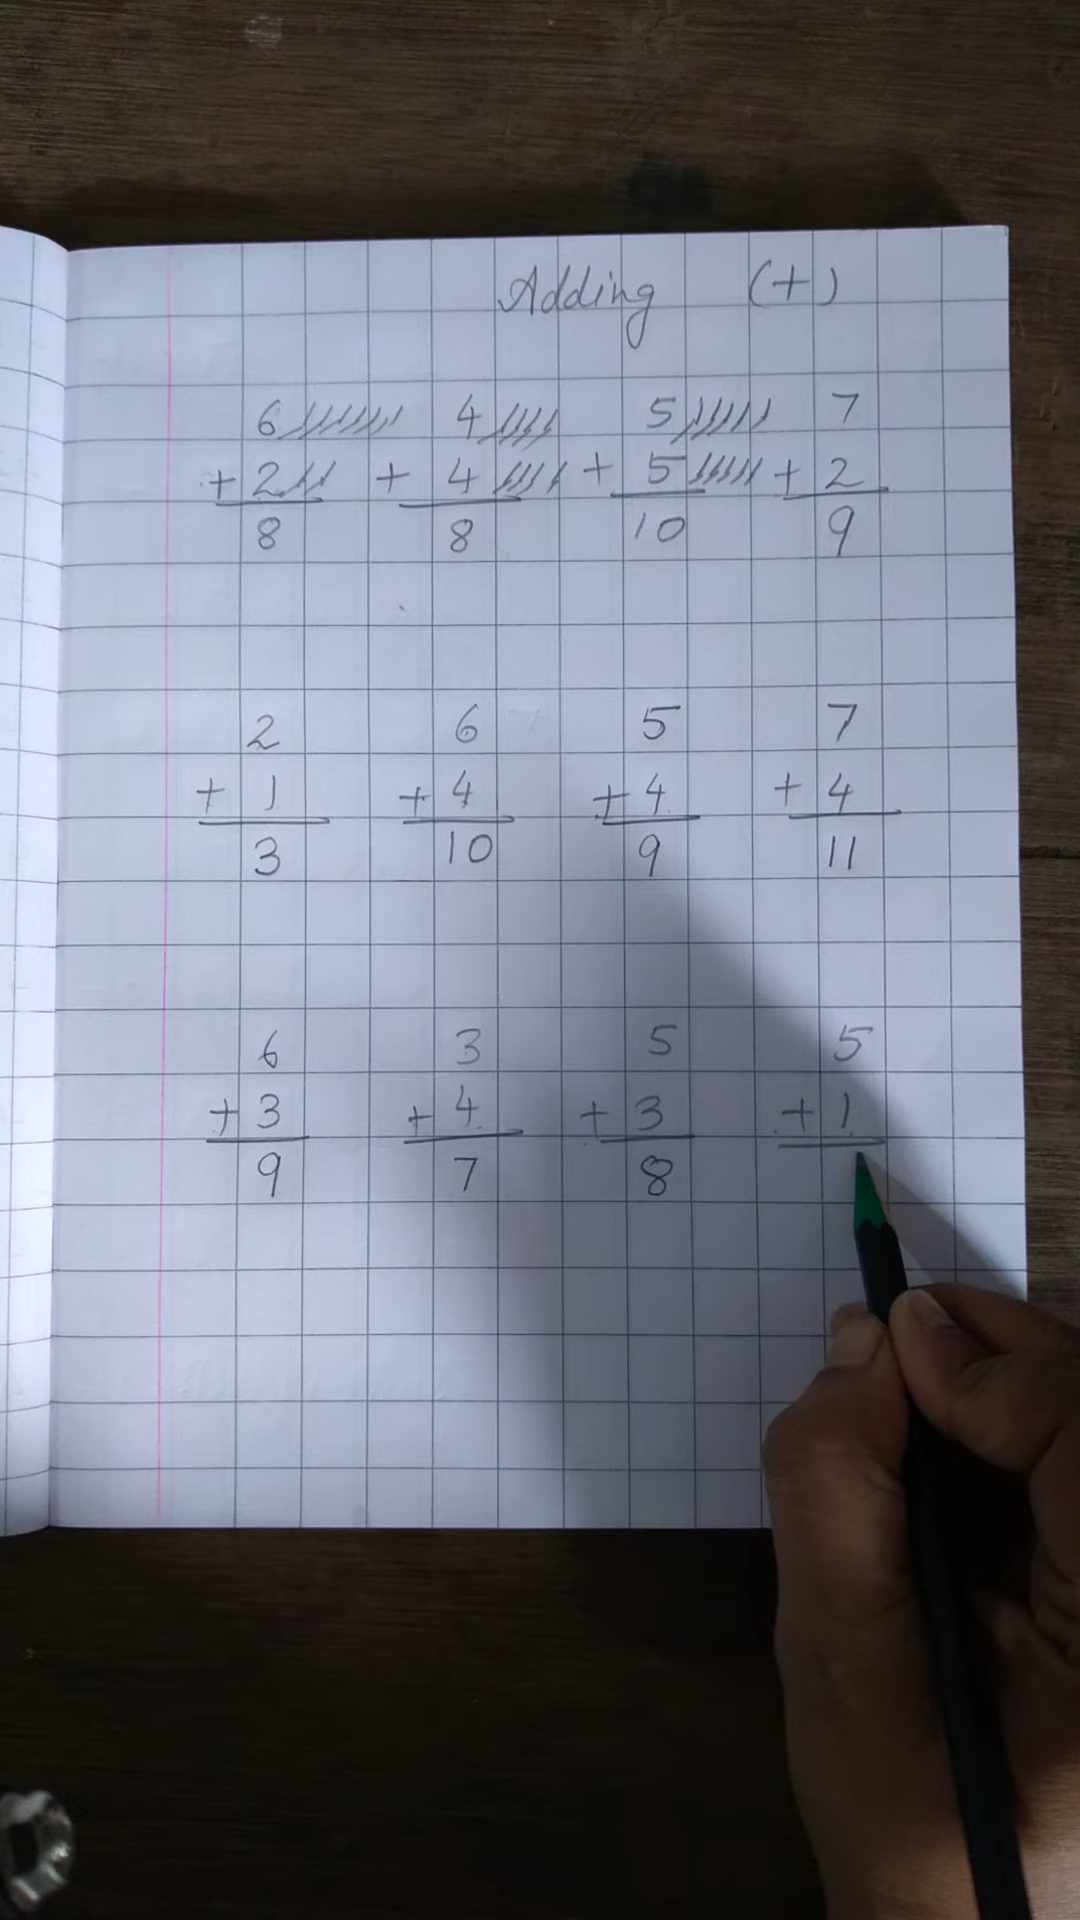 Adding (+)
6 4 5 7
+ 2 + 4 + 5 + 2
8 8 10 9
2 6 5 7
+ 1 + 4 + 4 + 4
3 10 9 11
6 3 5 5
+ 3 + 4 + 3 + 1
9 7 8